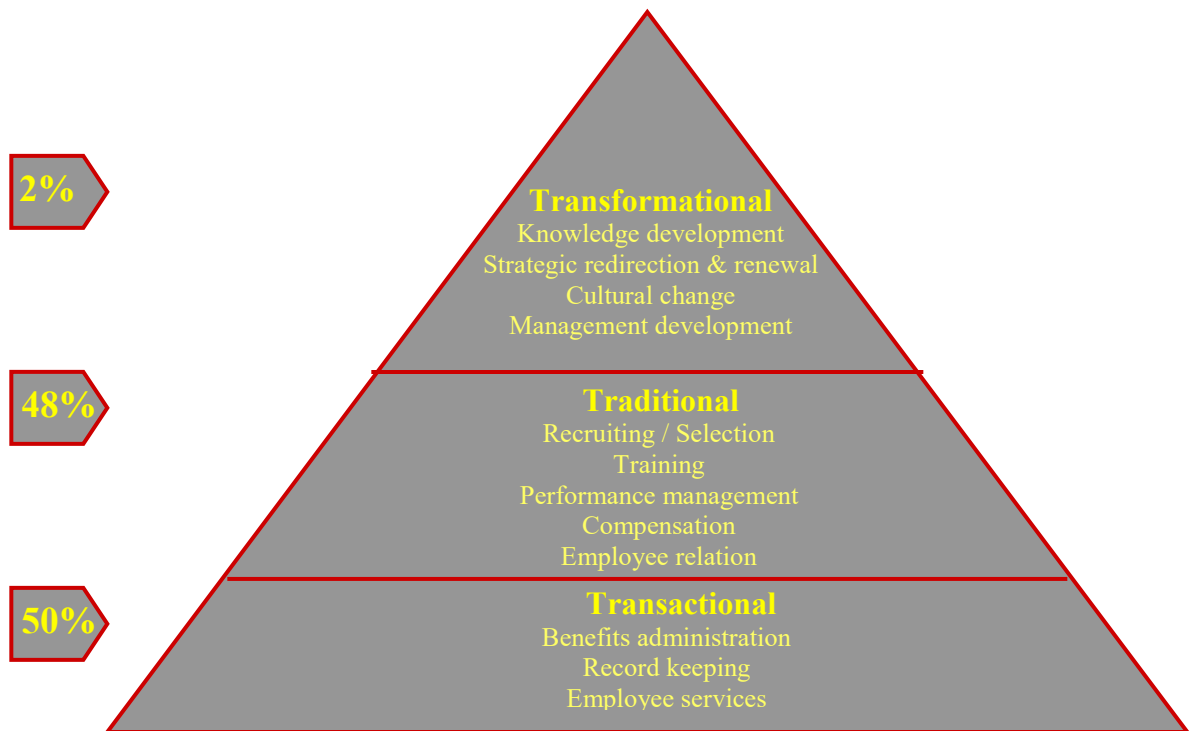 2%
Transformational
Knowledge development
Strategic redirection & renewal
Cultural change
Management development
48%
Traditional
Recruiting / Selection
Training
Performance management
Compensation
Employee relation
50%
Transactional
Benefits administration
Record keeping
Employee services